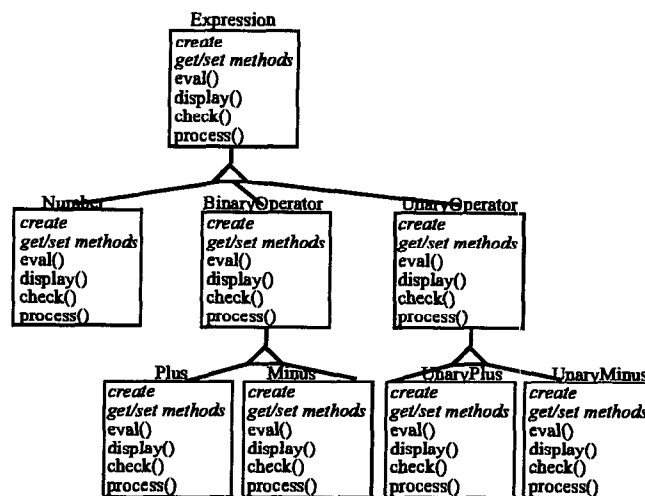 Expression
create
get/set methods
eval()
display()
check()
process()
Number
create
get/set methods
eval()
display()
check()
process()
BinaryOperator
create
get/set methods
eval()
display()
check()
process()
UnaryOperator
create
get/set methods
eval()
display()
check()
process()
Plus
create
get/set methods
eval()
display()
check()
process()
Minus
create
get/set methods
eval()
display()
check()
process()
UnaryPlus
create
get/set methods
eval()
display()
check()
process()
UnaryMinus
create
get/set methods
eval()
display()
check()
process()